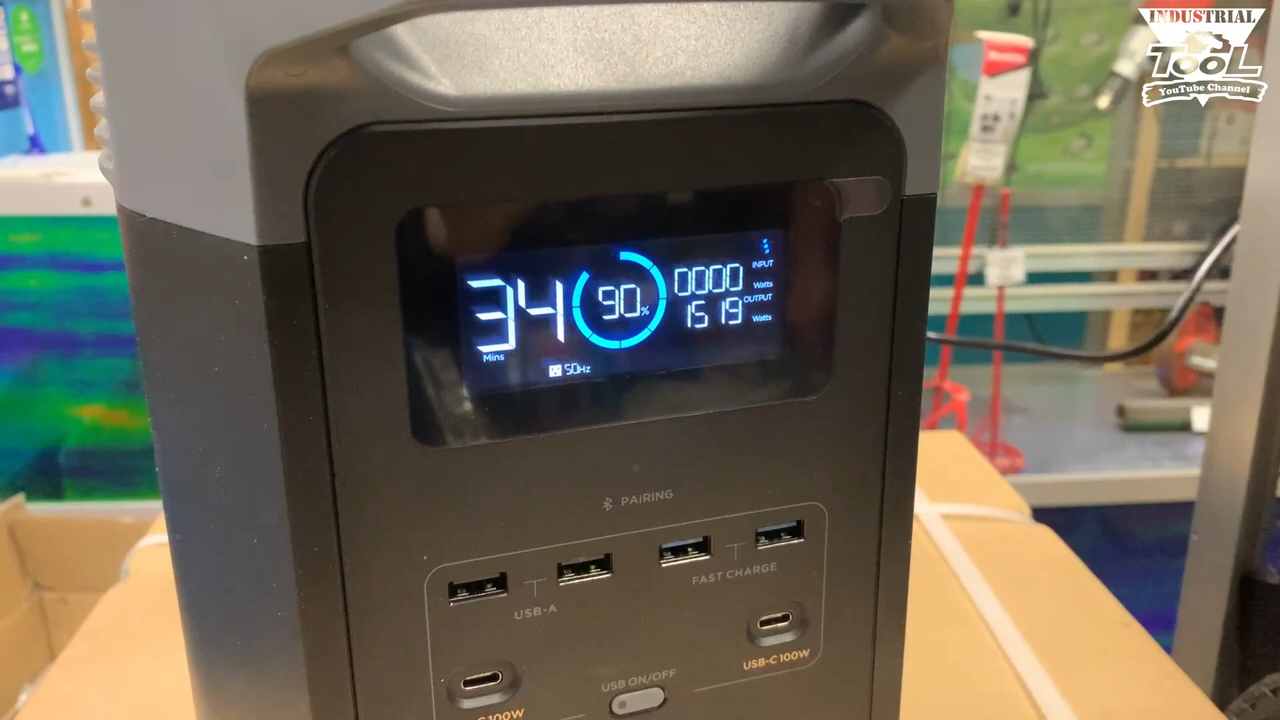 INDUSTRIAL
TOOL
YouTube Channel
34
Mins
90%
0000
INPUT
Watts
1519
OUTPUT
Watts
50Hz
PAIRING
USB-A
FAST CHARGE
USB-C 100W
USB ON/OFF
C 100W